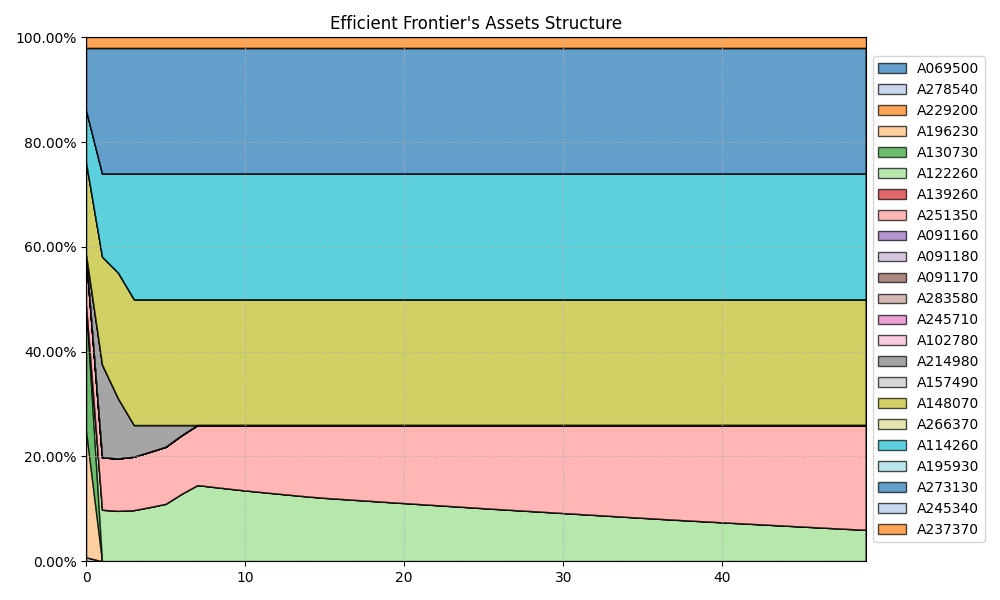 Efficient Frontier's Assets Structure
100.00%
80.00%
60.00%
40.00%
20.00%
0.00%
0
10
20
30
40
A069500
A278540
A229200
A196230
A130730
A122260
A139260
A251350
A091160
A091180
A091170
A283580
A245710
A102780
A214980
A157490
A148070
A266370
A114260
A195930
A273130
A245340
A237370